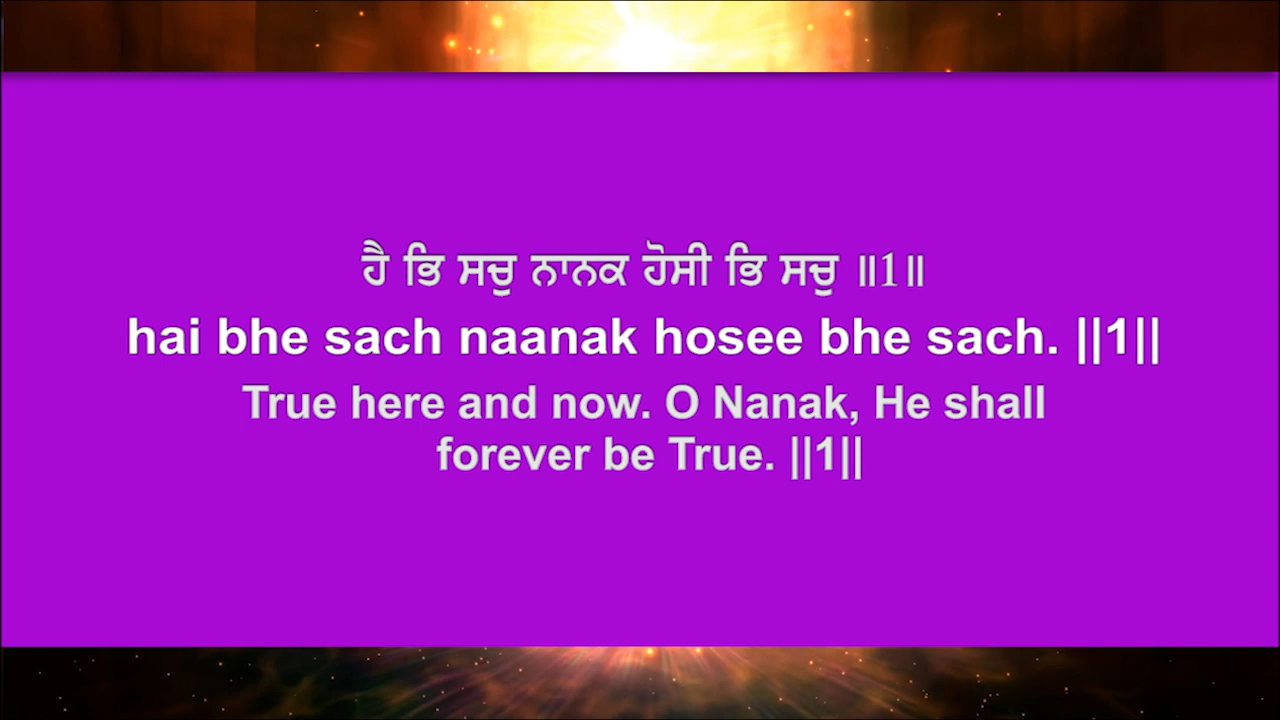 ਹੈ ਭਿ ਸਚੁ ਨਾਨਕ ਹੋਸੀ ਭਿ ਸਚੁ ॥1॥
hai bhe sach naanak hosee bhe sach. ||1||
True here and now. O Nanak, He shall
forever be True. ||1||